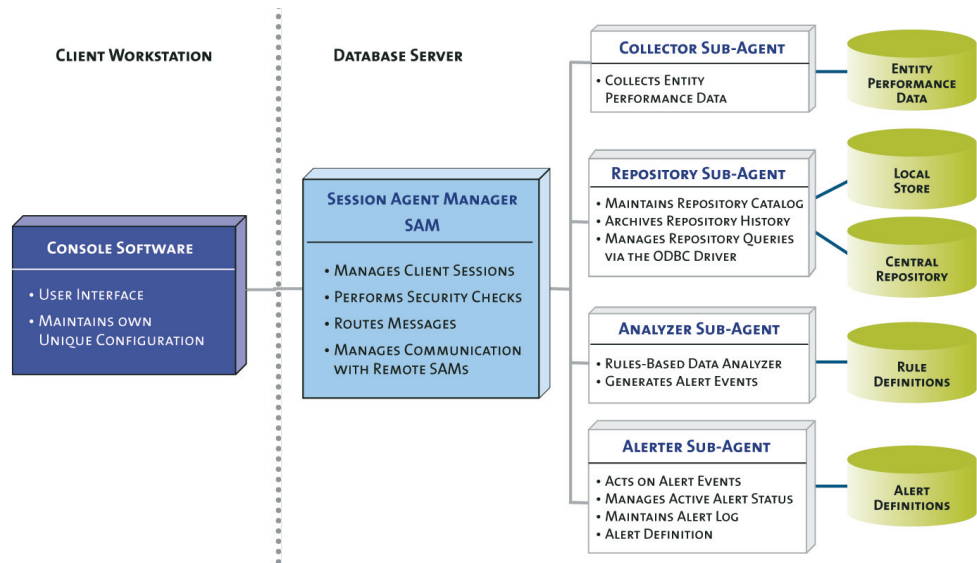 CLIENT WORKSTATION
DATABASE SERVER
CONSOLE SOFTWARE
• USER INTERFACE
• MAINTAINS OWN
UNIQUE CONFIGURATION
SESSION AGENT MANAGER
SAM
• MANAGES CLIENT SESSIONS
• PERFORMS SECURITY CHECKS
• ROUTES MESSAGES
• MANAGES COMMUNICATION
WITH REMOTE SAMS
COLLECTOR SUB-AGENT
• COLLECTS ENTITY
PERFORMANCE DATA
ENTITY
PERFORMANCE
DATA
REPOSITORY SUB-AGENT
• MAINTAINS REPOSITORY CATALOG
• ARCHIVES REPOSITORY HISTORY
• MANAGES REPOSITORY QUERIES
VIA THE ODBC DRIVER
LOCAL
STORE
CENTRAL
REPOSITORY
ANALYZER SUB-AGENT
• RULES-BASED DATA ANALYZER
• GENERATES ALERT EVENTS
RULE
DEFINITIONS
ALERTER SUB-AGENT
• ACTS ON ALERT EVENTS
• MANAGES ACTIVE ALERT STATUS
• MAINTAINS ALERT LOG
• ALERT DEFINITION
ALERT
DEFINITIONS